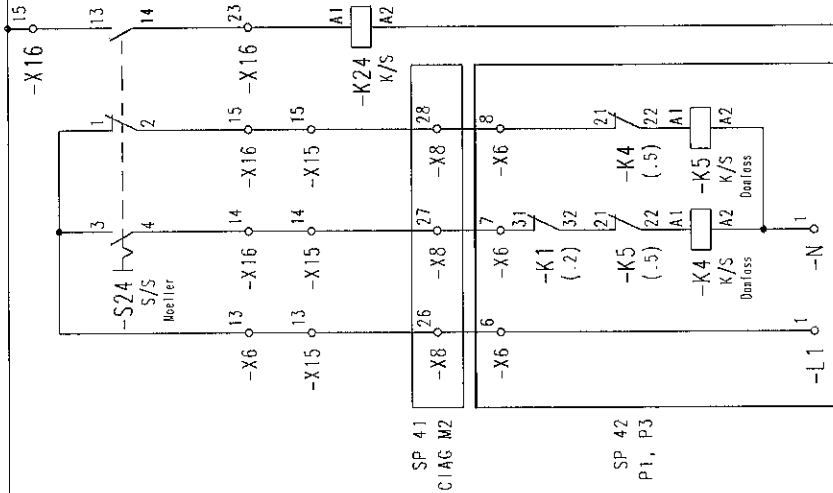 15
-X16
13
14
23
-X16
A1
A2
-K24
K/S
1
2
15
-X16
15
-X15
28
-X8
8
-X6
21
22
-K4
(.5)
A1
A2
-K5
K/S
Danfoss
3
4
-S24
S/S
Moeller
14
-X16
14
-X15
27
-X8
7
-X6
31
32
-K1
(.2)
21
22
-K5
(.5)
A1
A2
-K4
K/S
Danfoss
1
-N
13
-X6
13
-X15
26
-X8
6
-X6
1
-L1
SP 41
CIAG M2
SP 42
P1, P3